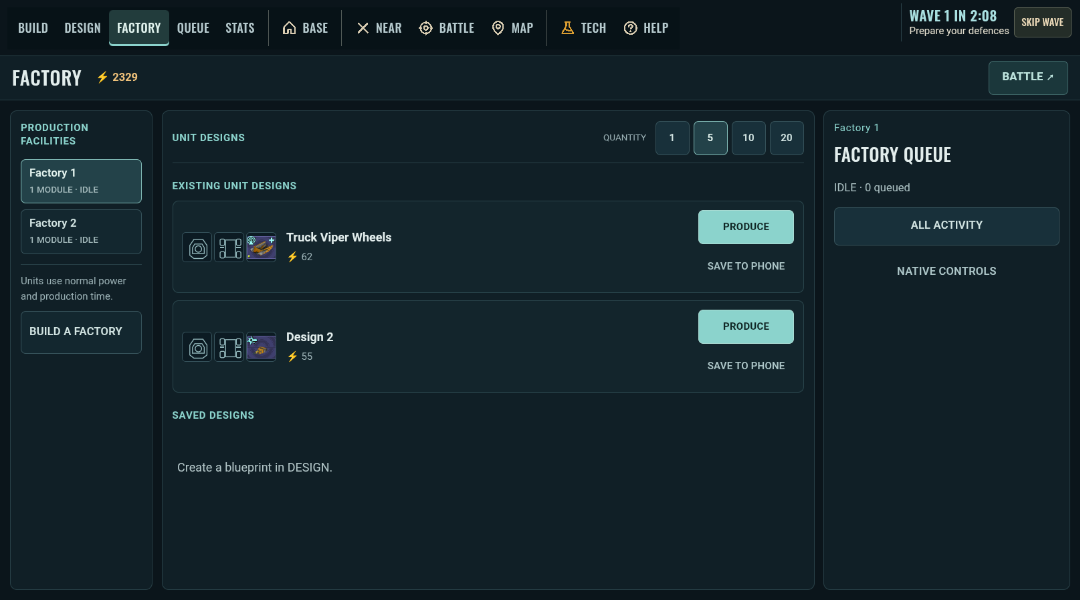 BUILD DESIGN FACTORY QUEUE STATS BASE NEAR BATTLE MAP TECH HELP
WAVE 1 IN 2:08
Prepare your defences
SKIP WAVE
FACTORY ⚡ 2329
BATTLE ↗
PRODUCTION
FACILITIES
Factory 1
1 MODULE · IDLE
Factory 2
1 MODULE · IDLE
Units use normal power
and production time.
BUILD A FACTORY
UNIT DESIGNS
QUANTITY 1 5 10 20
EXISTING UNIT DESIGNS
Truck Viper Wheels
⚡ 62
PRODUCE
SAVE TO PHONE
Design 2
⚡ 55
PRODUCE
SAVE TO PHONE
SAVED DESIGNS
Create a blueprint in DESIGN.
Factory 1
FACTORY QUEUE
IDLE · 0 queued
ALL ACTIVITY
NATIVE CONTROLS